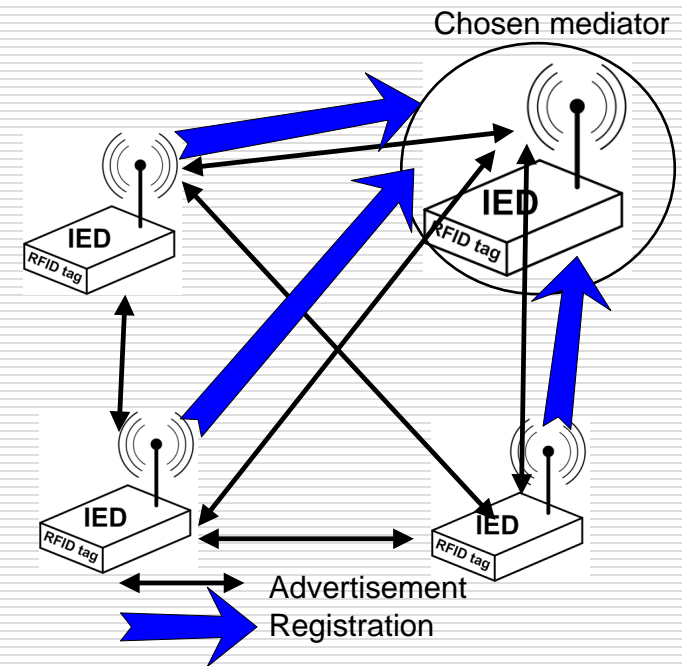 Chosen mediator
IED
RFID tag
IED
RFID tag
IED
RFID tag
IED
RFID tag
Advertisement
Registration